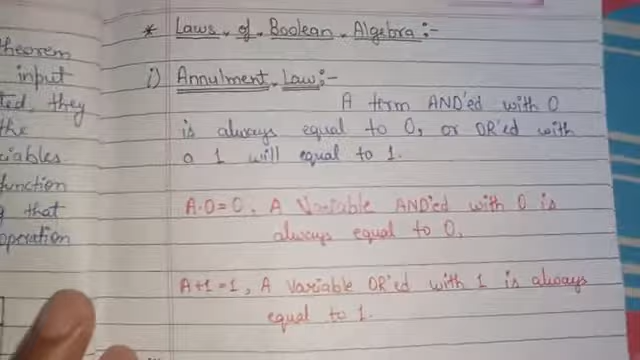 theorem
input
ted, they
the
iables
function
that
operation
* Laws of Boolean Algebra:-
i) Annulment Law:-
A term AND'ed with 0
is always equal to 0, or OR'ed with
a 1 will equal to 1.
A.0=0, A Variable AND'ed with 0 is
always equal to 0.
A+1=1, A Variable OR'ed with 1 is always
equal to 1.